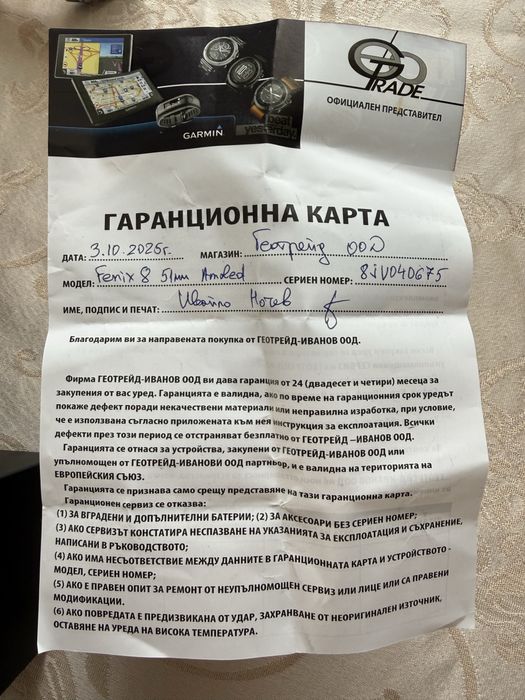 GEO
TRADE
ОФИЦИАЛЕН ПРЕДСТАВИТЕЛ
GARMIN
beat
yesterday.
ГАРАНЦИОННА КАРТА
ДАТА: 3.10.2025г. МАГАЗИН: Геотрейд ООД
МОДЕЛ: Fenix 8 51мм Amoled СЕРИЕН НОМЕР: 8JV040675
ИМЕ, ПОДПИС И ПЕЧАТ: Ивайло Ночев
Благодарим ви за направената покупка от ГЕОТРЕЙД-ИВАНОВ ООД.
Фирма ГЕОТРЕЙД-ИВАНОВ ООД ви дава гаранция от 24 (двадесет и четири) месеца за
закупения от вас уред. Гаранцията е валидна, ако по време на гаранционния срок уредът
покаже дефект поради некачествени материали или неправилна изработка, при условие,
че е използвана съгласно приложената към нея инструкция за експлоатация. Всички
дефекти през този период се отстраняват безплатно от ГЕОТРЕЙД –ИВАНОВ ООД.
Гаранцията се отнася за устройства, закупени от ГЕОТРЕЙД-ИВАНОВ ООД или
упълномощен от ГЕОТРЕЙД-ИВАНОВИ ООД партньор, и е валидна на територията на
ЕВРОПЕЙСКИЯ СЪЮЗ.
Гаранцията се признава само срещу представяне на тази гаранционна карта.
Гаранционен сервиз се отказва:
(1) ЗА ВГРАДЕНИ И ДОПЪЛНИТЕЛНИ БАТЕРИИ; (2) ЗА АКСЕСОАРИ БЕЗ СЕРИЕН НОМЕР;
(3) АКО СЕРВИЗЪТ КОНСТАТИРА НЕСПАЗВАНЕ НА УКАЗАНИЯТА ЗА ЕКСПЛОАТАЦИЯ И СЪХРАНЕНИЕ,
НАПИСАНИ В РЪКОВОДСТВОТО;
(4) АКО ИМА НЕСЪОТВЕТСТВИЕ МЕЖДУ ДАННИТЕ В ГАРАНЦИОННАТА КАРТА И УСТРОЙСТВОТО -
МОДЕЛ, СЕРИЕН НОМЕР;
(5) АКО Е ПРАВЕН ОПИТ ЗА РЕМОНТ ОТ НЕУПЪЛНОМОЩЕН СЕРВИЗ ИЛИ ЛИЦЕ ИЛИ СА ПРАВЕНИ
МОДИФИКАЦИИ.
(6) АКО ПОВРЕДАТА Е ПРЕДИЗВИКАНА ОТ УДАР, ЗАХРАНВАНЕ ОТ НЕОРИГИНАЛЕН ИЗТОЧНИК,
ОСТАВЯНЕ НА УРЕДА НА ВИСОКА ТЕМПЕРАТУРА.